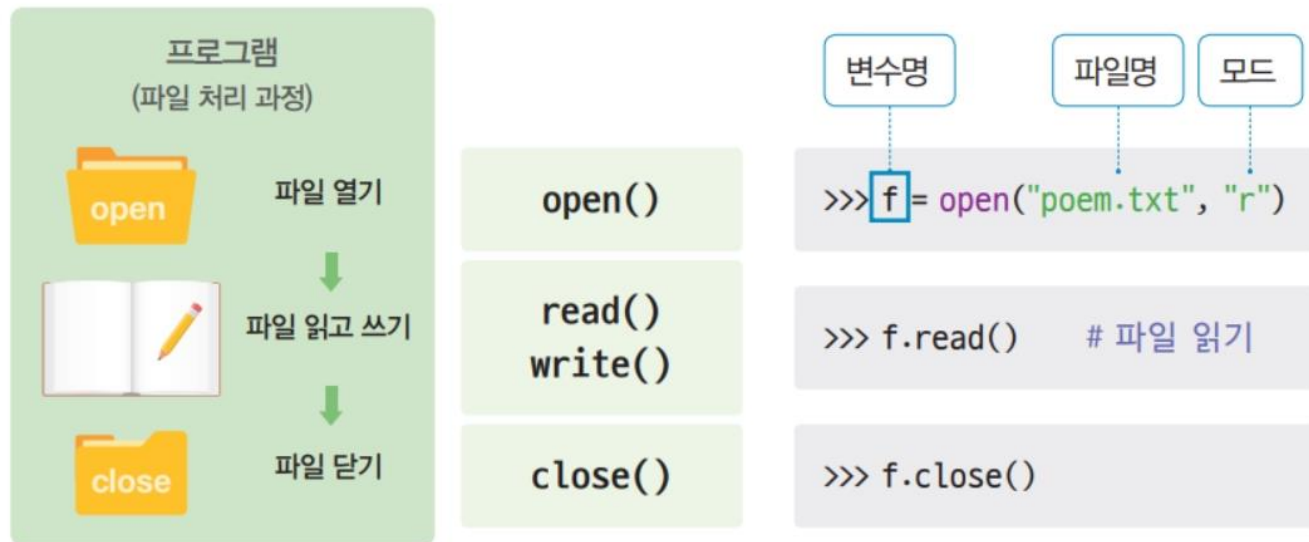 프로그램
(파일 처리 과정)
open
파일 열기
파일 읽고 쓰기
close
파일 닫기
open()
read()
write()
close()
변수명
파일명
모드
>>> f = open("poem.txt", "r")
>>> f.read() # 파일 읽기
>>> f.close()